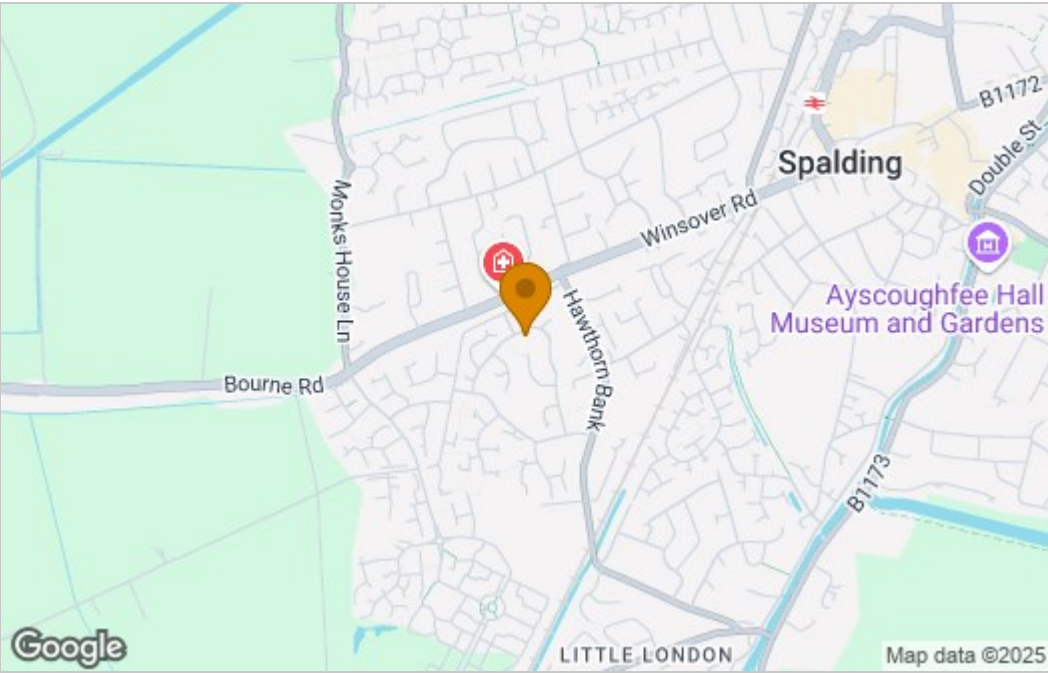 B1172
Double St
Spalding
Monks House Ln
Winsover Rd
Ayscoughfee Hall
Museum and Gardens
Hawthorn Bank
Bourne Rd
B1173
LITTLE LONDON
Google
Map data ©2025